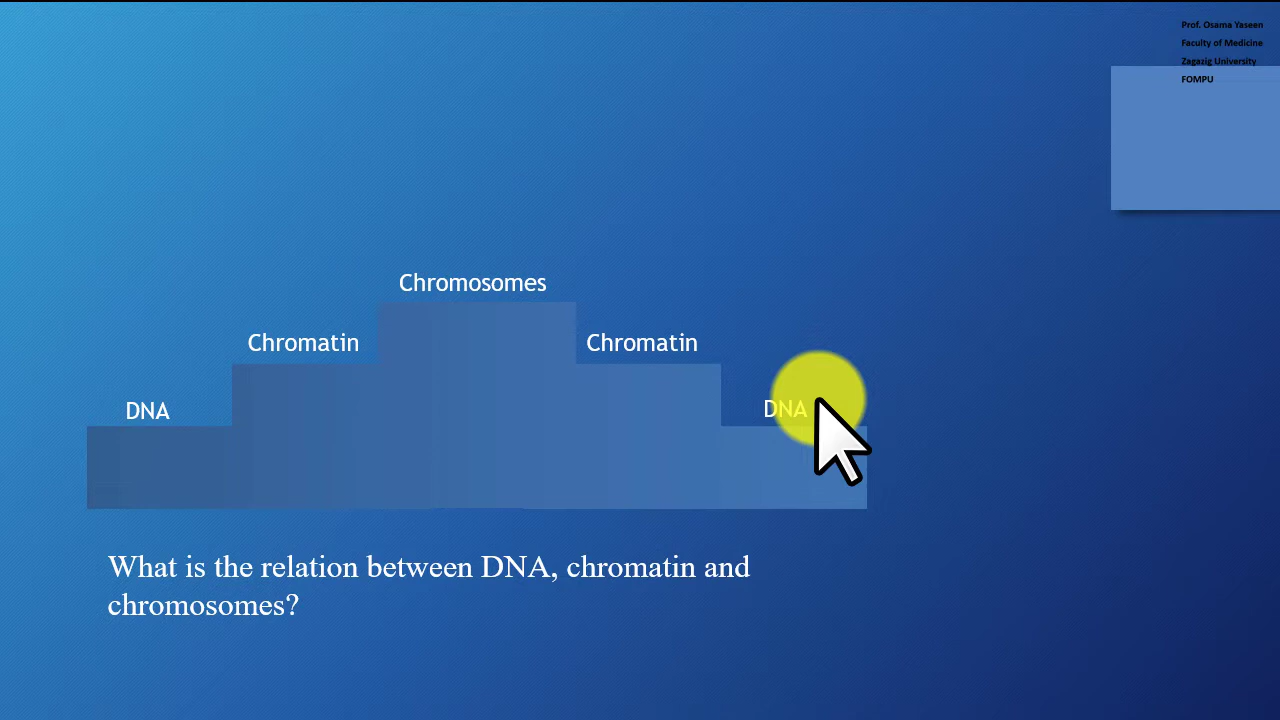 Prof. Osama Yaseen
Faculty of Medicine
Zagazig University
FOMPU
Chromosomes
Chromatin
Chromatin
DNA
DNA
What is the relation between DNA, chromatin and
chromosomes?